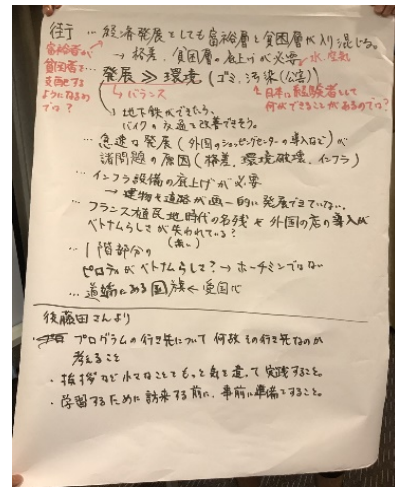 街 … 経済発展としても富裕層と貧困層が入り混じる。
→ 格差、貧困層の底上げが必要
富裕者が
貧困者を
支配する
ようになるのでは?
水、空気
… 発展 ≫ 環境 (ゴミ、汚染(公害))
↳ バランス
日本は経験者として
何ができることがあるのでは?
↳ 地下鉄ができたら、
バイクの交通も改善できそう。
… 急速な発展 (外国のショッピングセンターの導入など) が
諸問題の原因 (格差、環境破壊、インフラ)
… インフラ設備の底上げが必要
→ 建物も道路が画一的に発展できていない。
… フランス植民地時代の名残や外国の店の導入が
ベトナムらしさが失われている?
… 1階部分の
ピロティがベトナムらしさ? → ホーチミンではない
… 道端にある国旗 ← 愛国心
後藤田さんより
プログラムの行き先について 何故その行き先なのか
考えること
・挨拶など小さなことでもっと気を遣って実践すること。
・学習するために訪来する前に、事前に準備をすること。